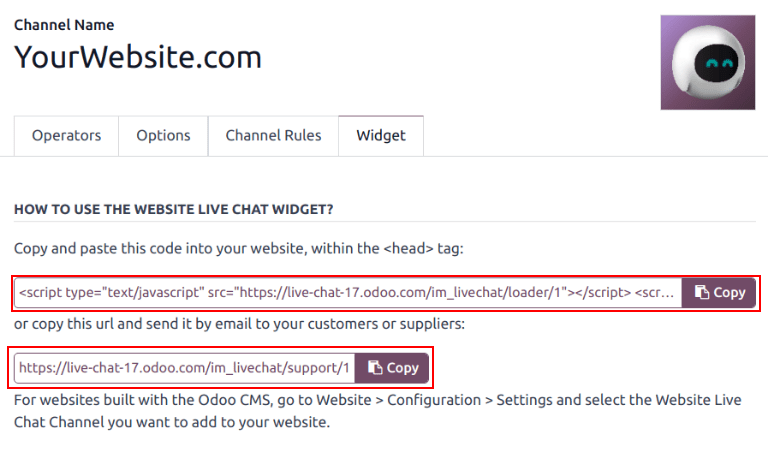 Channel Name
YourWebsite.com
Operators
Options
Channel Rules
Widget
HOW TO USE THE WEBSITE LIVE CHAT WIDGET?
Copy and paste this code into your website, within the <head> tag:
<script type="text/javascript" src="https://live-chat-17.odoo.com/im_livechat/loader/1"></script> <scr... Copy
or copy this url and send it by email to your customers or suppliers:
https://live-chat-17.odoo.com/im_livechat/support/1 Copy
For websites built with the Odoo CMS, go to Website > Configuration > Settings and select the Website Live
Chat Channel you want to add to your website.